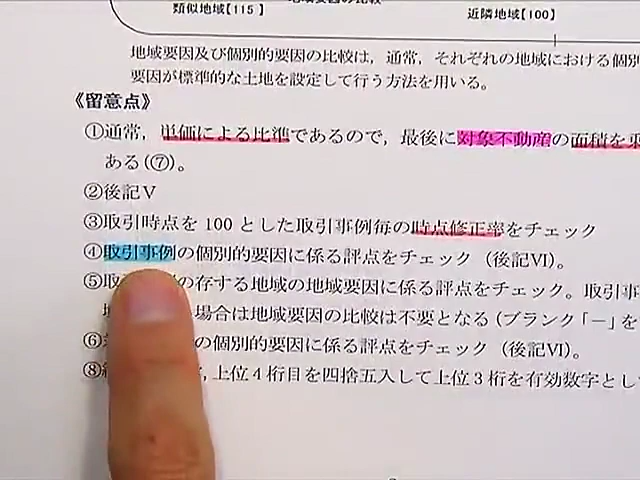 類似地域【115】
近隣地域【100】
地域要因及び個別的要因の比較は，通常，それぞれの地域における個別
要因が標準的な土地を設定して行う方法を用いる。
《留意点》
①通常，単価による比準であるので，最後に対象不動産の面積を乗
ある(⑦)。
②後記Ⅴ
③取引時点を 100 とした取引事例毎の時点修正率をチェック
④取引事例の個別的要因に係る評点をチェック（後記Ⅵ）。
⑤取 の存する地域の地域要因に係る評点をチェック。取引事
場合は地域要因の比較は不要となる（ブランク「－」を
⑥ の個別的要因に係る評点をチェック（後記Ⅵ）。
⑧ ，上位４桁目を四捨五入して上位３桁を有効数字とし